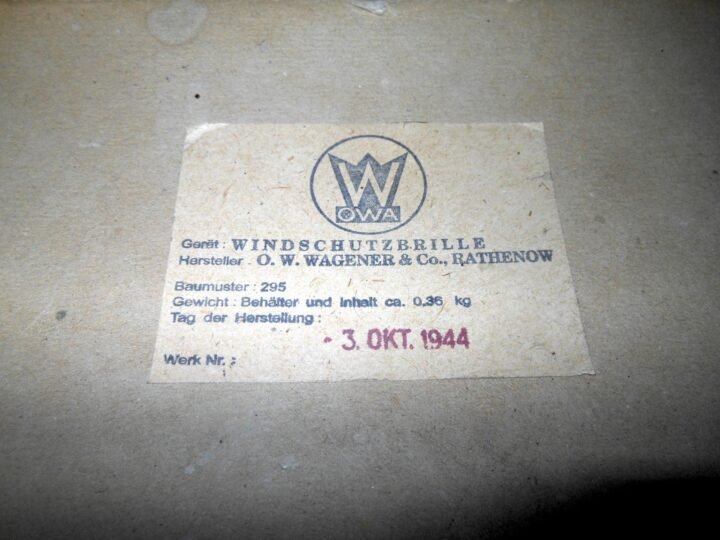 W
OWA
Gerät: WINDSCHUTZBRILLE
Hersteller. O. W. WAGENER & Co., RATHENOW
Baumuster: 295
Gewicht: Behälter und Inhalt ca. 0.36 kg
Tag der Herstellung:
- 3. OKT. 1944
Werk Nr.: